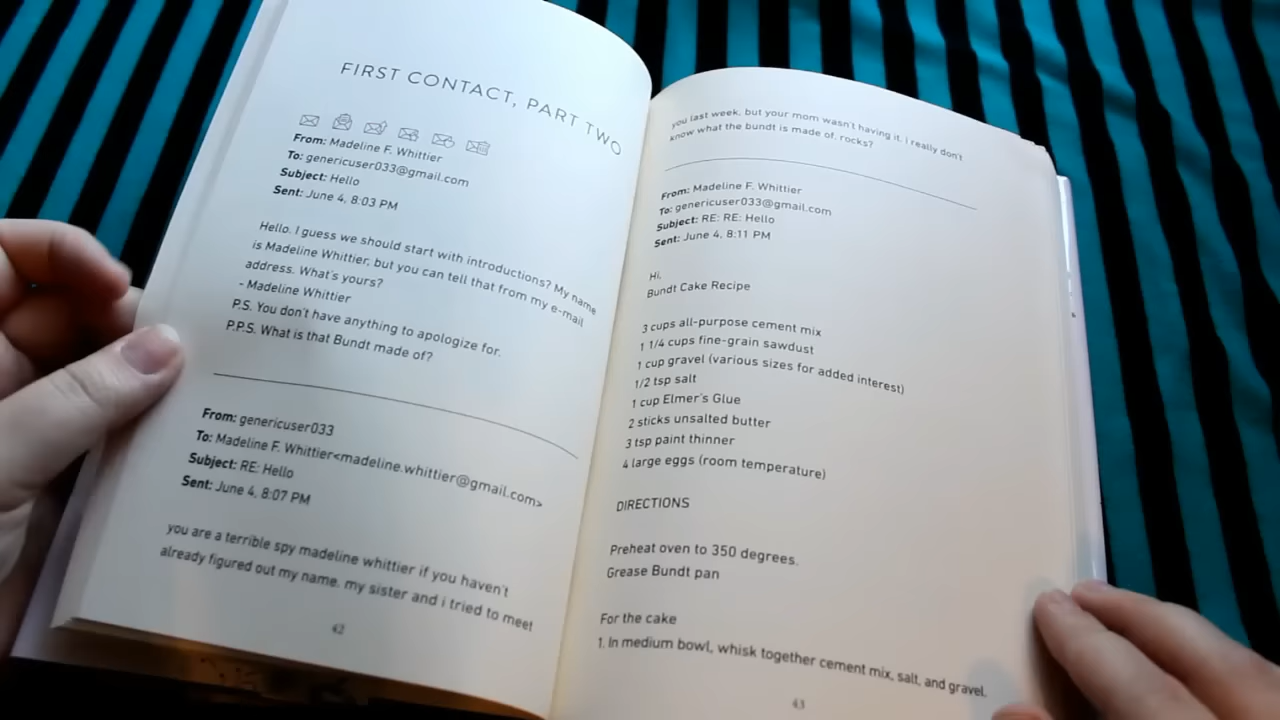 FIRST CONTACT, PART TWO
From: Madeline F. Whittier
To: genericuser033@gmail.com
Subject: Hello
Sent: June 4, 8:03 PM
Hello. I guess we should start with introductions? My name
is Madeline Whittier, but you can tell that from my e-mail
address. What's yours?
- Madeline Whittier
P.S. You don't have anything to apologize for.
P.P.S. What is that Bundt made of?
From: genericuser033
To: Madeline F. Whittier<madeline.whittier@gmail.com>
Subject: RE: Hello
Sent: June 4, 8:07 PM
you are a terrible spy madeline whittier if you haven't
already figured out my name. my sister and i tried to meet
42
you last week, but your mom wasn't having it. i really don't
know what the bundt is made of. rocks?
From: Madeline F. Whittier
To: genericuser033@gmail.com
Subject: RE: RE: Hello
Sent: June 4, 8:11 PM
Hi,
Bundt Cake Recipe
3 cups all-purpose cement mix
1 1/4 cups fine-grain sawdust
1 cup gravel (various sizes for added interest)
1/2 tsp salt
1 cup Elmer's Glue
2 sticks unsalted butter
3 tsp paint thinner
4 large eggs (room temperature)
DIRECTIONS
Preheat oven to 350 degrees.
Grease Bundt pan
For the cake
1. In medium bowl, whisk together cement mix, salt, and gravel.
43